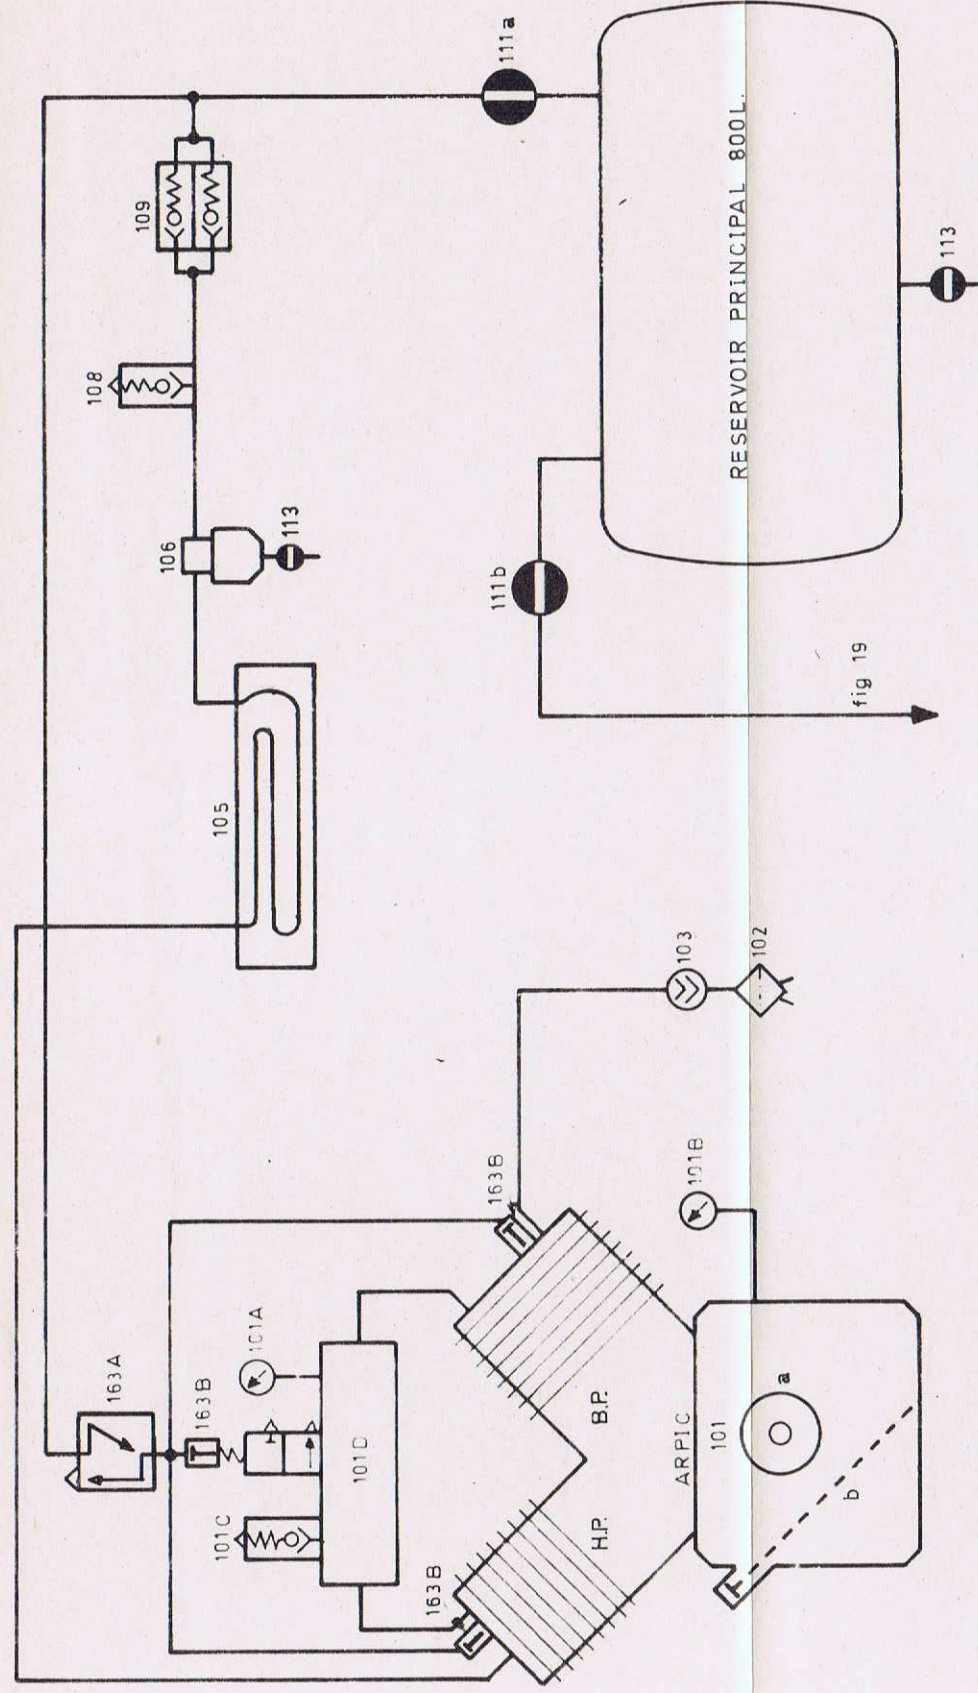 163A
163B
101A
101C
101D
163B
163B
H.P.
B.P.
ARPIC
101
a
b
101B
103
102
105
106
113
108
109
111a
111b
fig 19
RESERVOIR PRINCIPAL 800L.
113